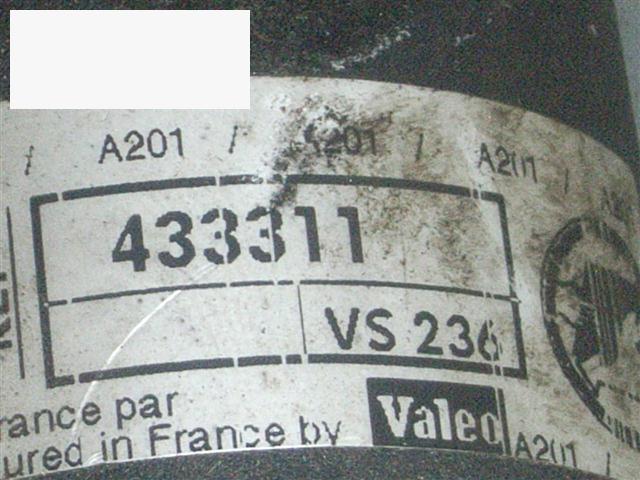 / A201 / A201 / A201 /
433311
VS 236
rance par
ured in France by Valeo A201 /